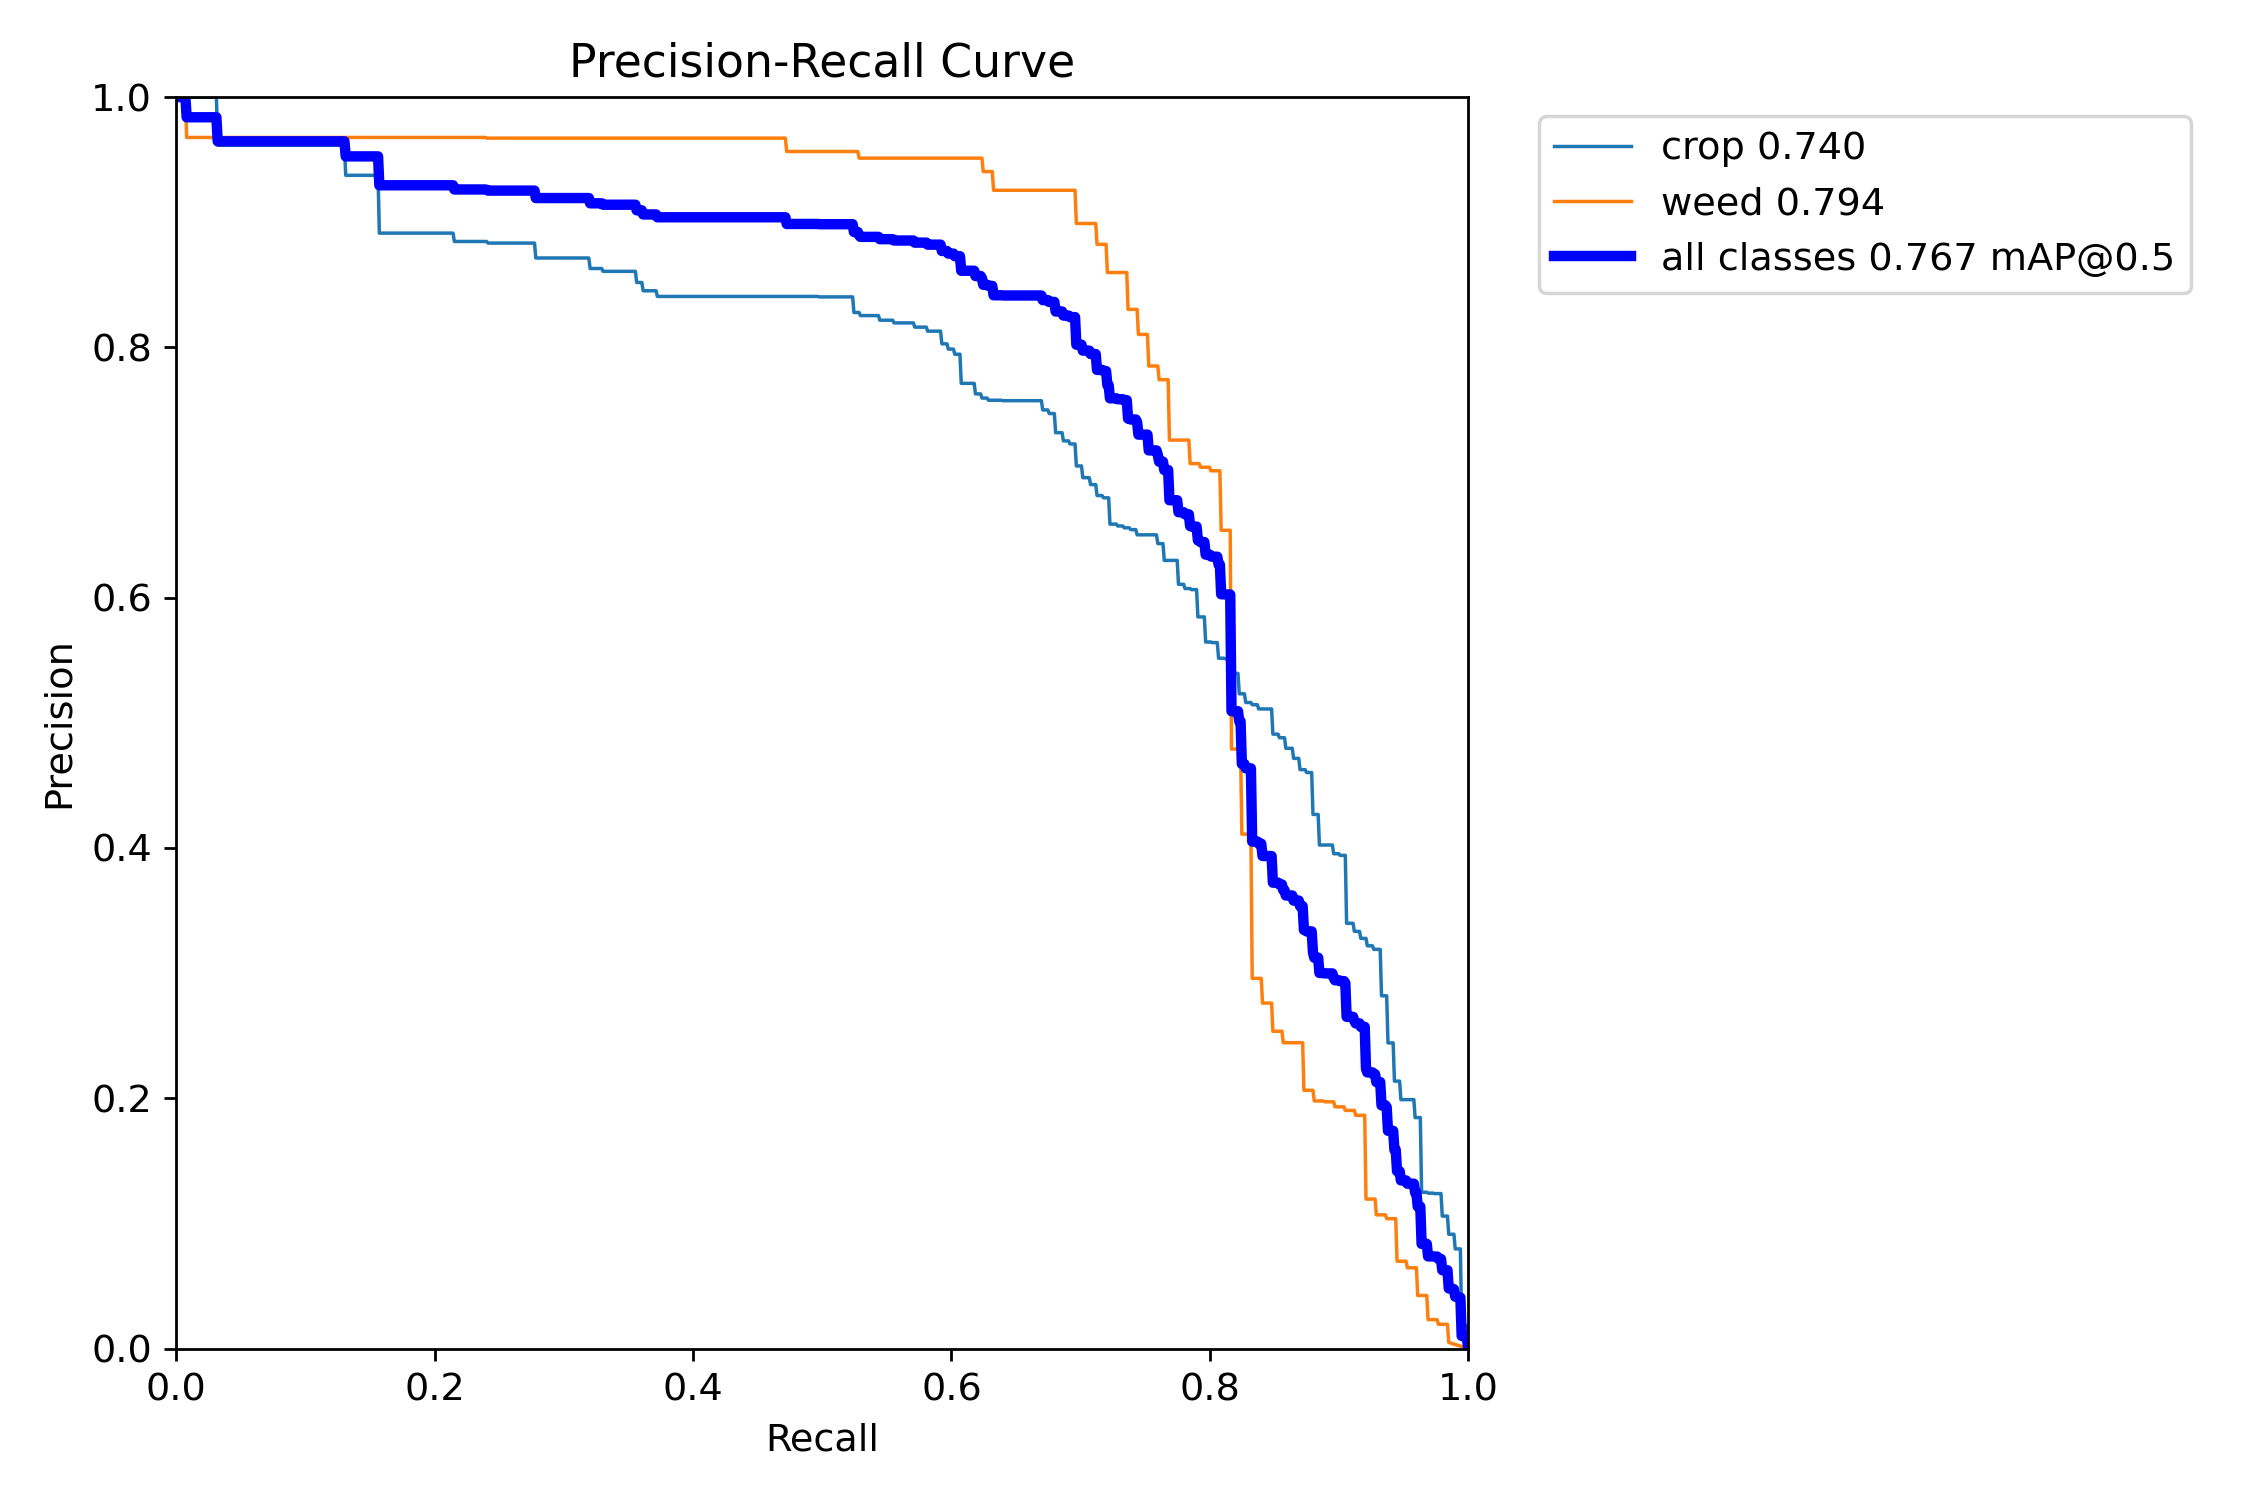 Precision-Recall Curve
crop 0.740
weed 0.794
all classes 0.767 mAP@0.5
Precision
1.0
0.8
0.6
0.4
0.2
0.0
0.0 0.2 0.4 0.6 0.8 1.0
Recall